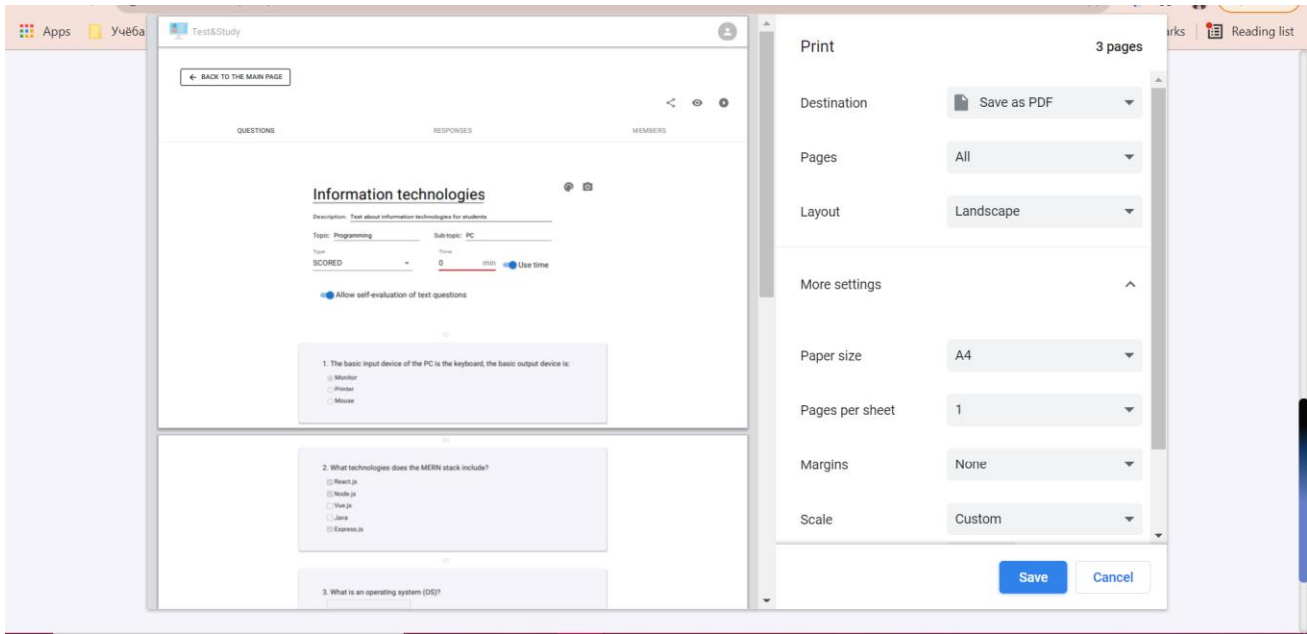 Apps
Учёба
Reading list
Test&Study
BACK TO THE MAIN PAGE
QUESTIONS
RESPONSES
MEMBERS
Information technologies
Description: Test about information technologies for students
Topic: Programming
Sub-topic: PC
Type
Time
SCORED
0 min
Use time
Allow self-evaluation of text questions
1. The basic input device of the PC is the keyboard, the basic output device is:
Monitor
Printer
Mouse
2. What technologies does the MERN stack include?
React.js
Node.js
Vue.js
Java
Express.js
3. What is an operating system (OS)?
Print
3 pages
Destination
Save as PDF
Pages
All
Layout
Landscape
More settings
Paper size
A4
Pages per sheet
1
Margins
None
Scale
Custom
Save
Cancel